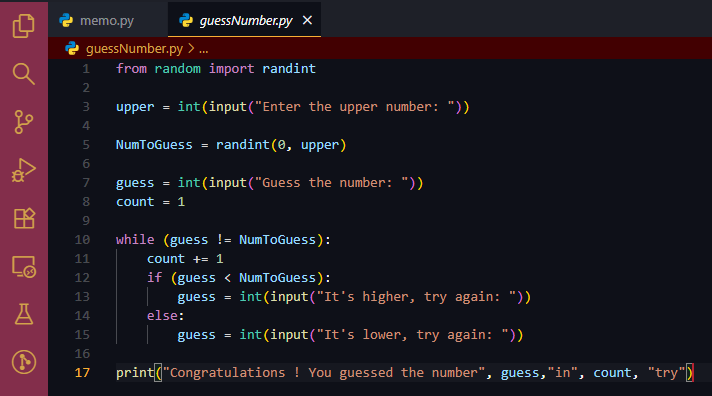 memo.py guessNumber.py
guessNumber.py > ...
1 from random import randint
2
3 upper = int(input("Enter the upper number: "))
4
5 NumToGuess = randint(0, upper)
6
7 guess = int(input("Guess the number: "))
8 count = 1
9
10 while (guess != NumToGuess):
11     count += 1
12     if (guess < NumToGuess):
13         guess = int(input("It's higher, try again: "))
14     else:
15         guess = int(input("It's lower, try again: "))
16
17 print("Congratulations ! You guessed the number", guess,"in", count, "try")